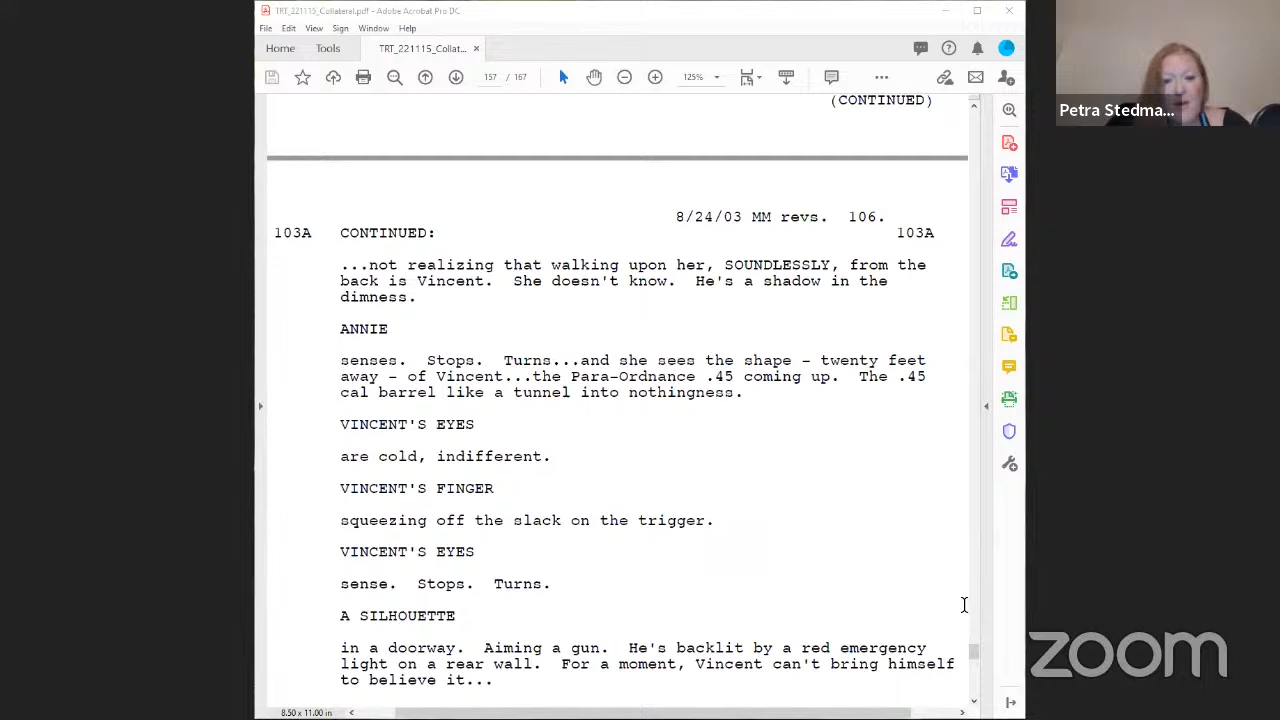 TRT_221115_Collateral.pdf - Adobe Acrobat Pro DC
File Edit View Sign Window Help
Home Tools TRT_221115_Collat... ×
157 / 167 125%
(CONTINUED)
8/24/03 MM revs. 106.
103A CONTINUED: 103A
...not realizing that walking upon her, SOUNDLESSLY, from the
back is Vincent. She doesn't know. He's a shadow in the
dimness.
ANNIE
senses. Stops. Turns...and she sees the shape - twenty feet
away - of Vincent...the Para-Ordnance .45 coming up. The .45
cal barrel like a tunnel into nothingness.
VINCENT'S EYES
are cold, indifferent.
VINCENT'S FINGER
squeezing off the slack on the trigger.
VINCENT'S EYES
sense. Stops. Turns.
A SILHOUETTE
in a doorway. Aiming a gun. He's backlit by a red emergency
light on a rear wall. For a moment, Vincent can't bring himself
to believe it...
8.50 x 11.00 in
Petra Stedma...
zoom